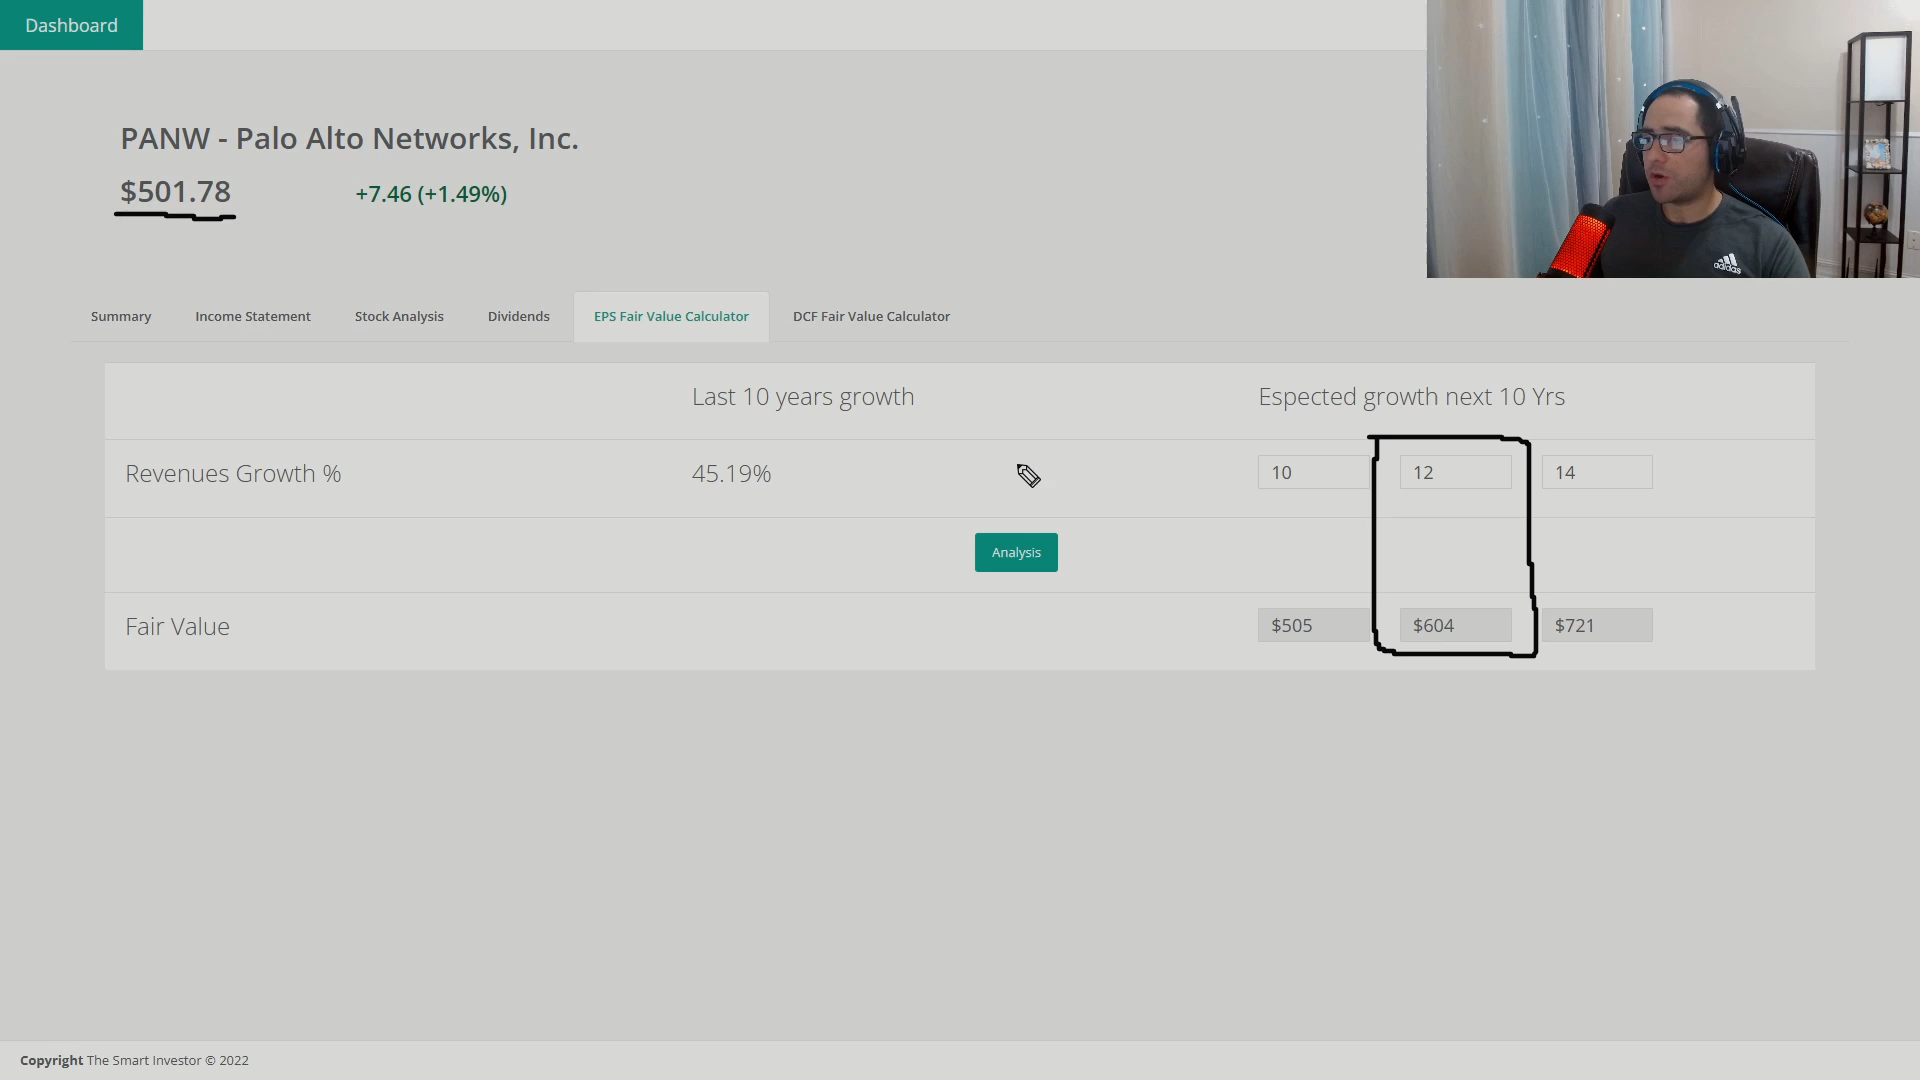 Dashboard
PANW - Palo Alto Networks, Inc.
$501.78 +7.46 (+1.49%)
adidas
Summary Income Statement Stock Analysis Dividends EPS Fair Value Calculator DCF Fair Value Calculator
Last 10 years growth Espected growth next 10 Yrs
Revenues Growth % 45.19% 10 12 14
Analysis
Fair Value $505 $604 $721
Copyright The Smart Investor © 2022